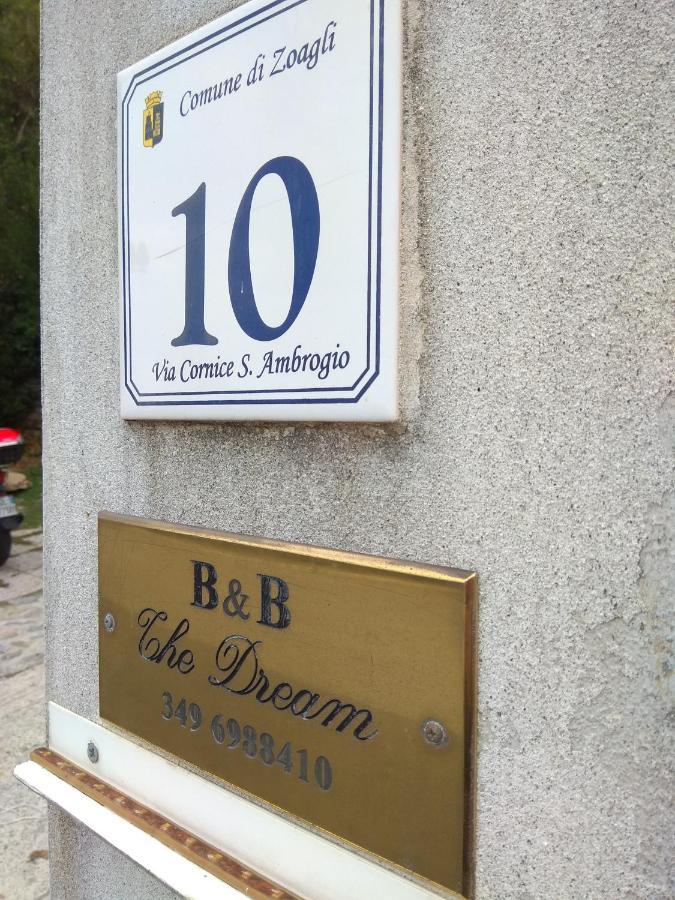 Comune di Zoagli
10
Via Cornice S. Ambrogio
B & B
The Dream
349 6988410